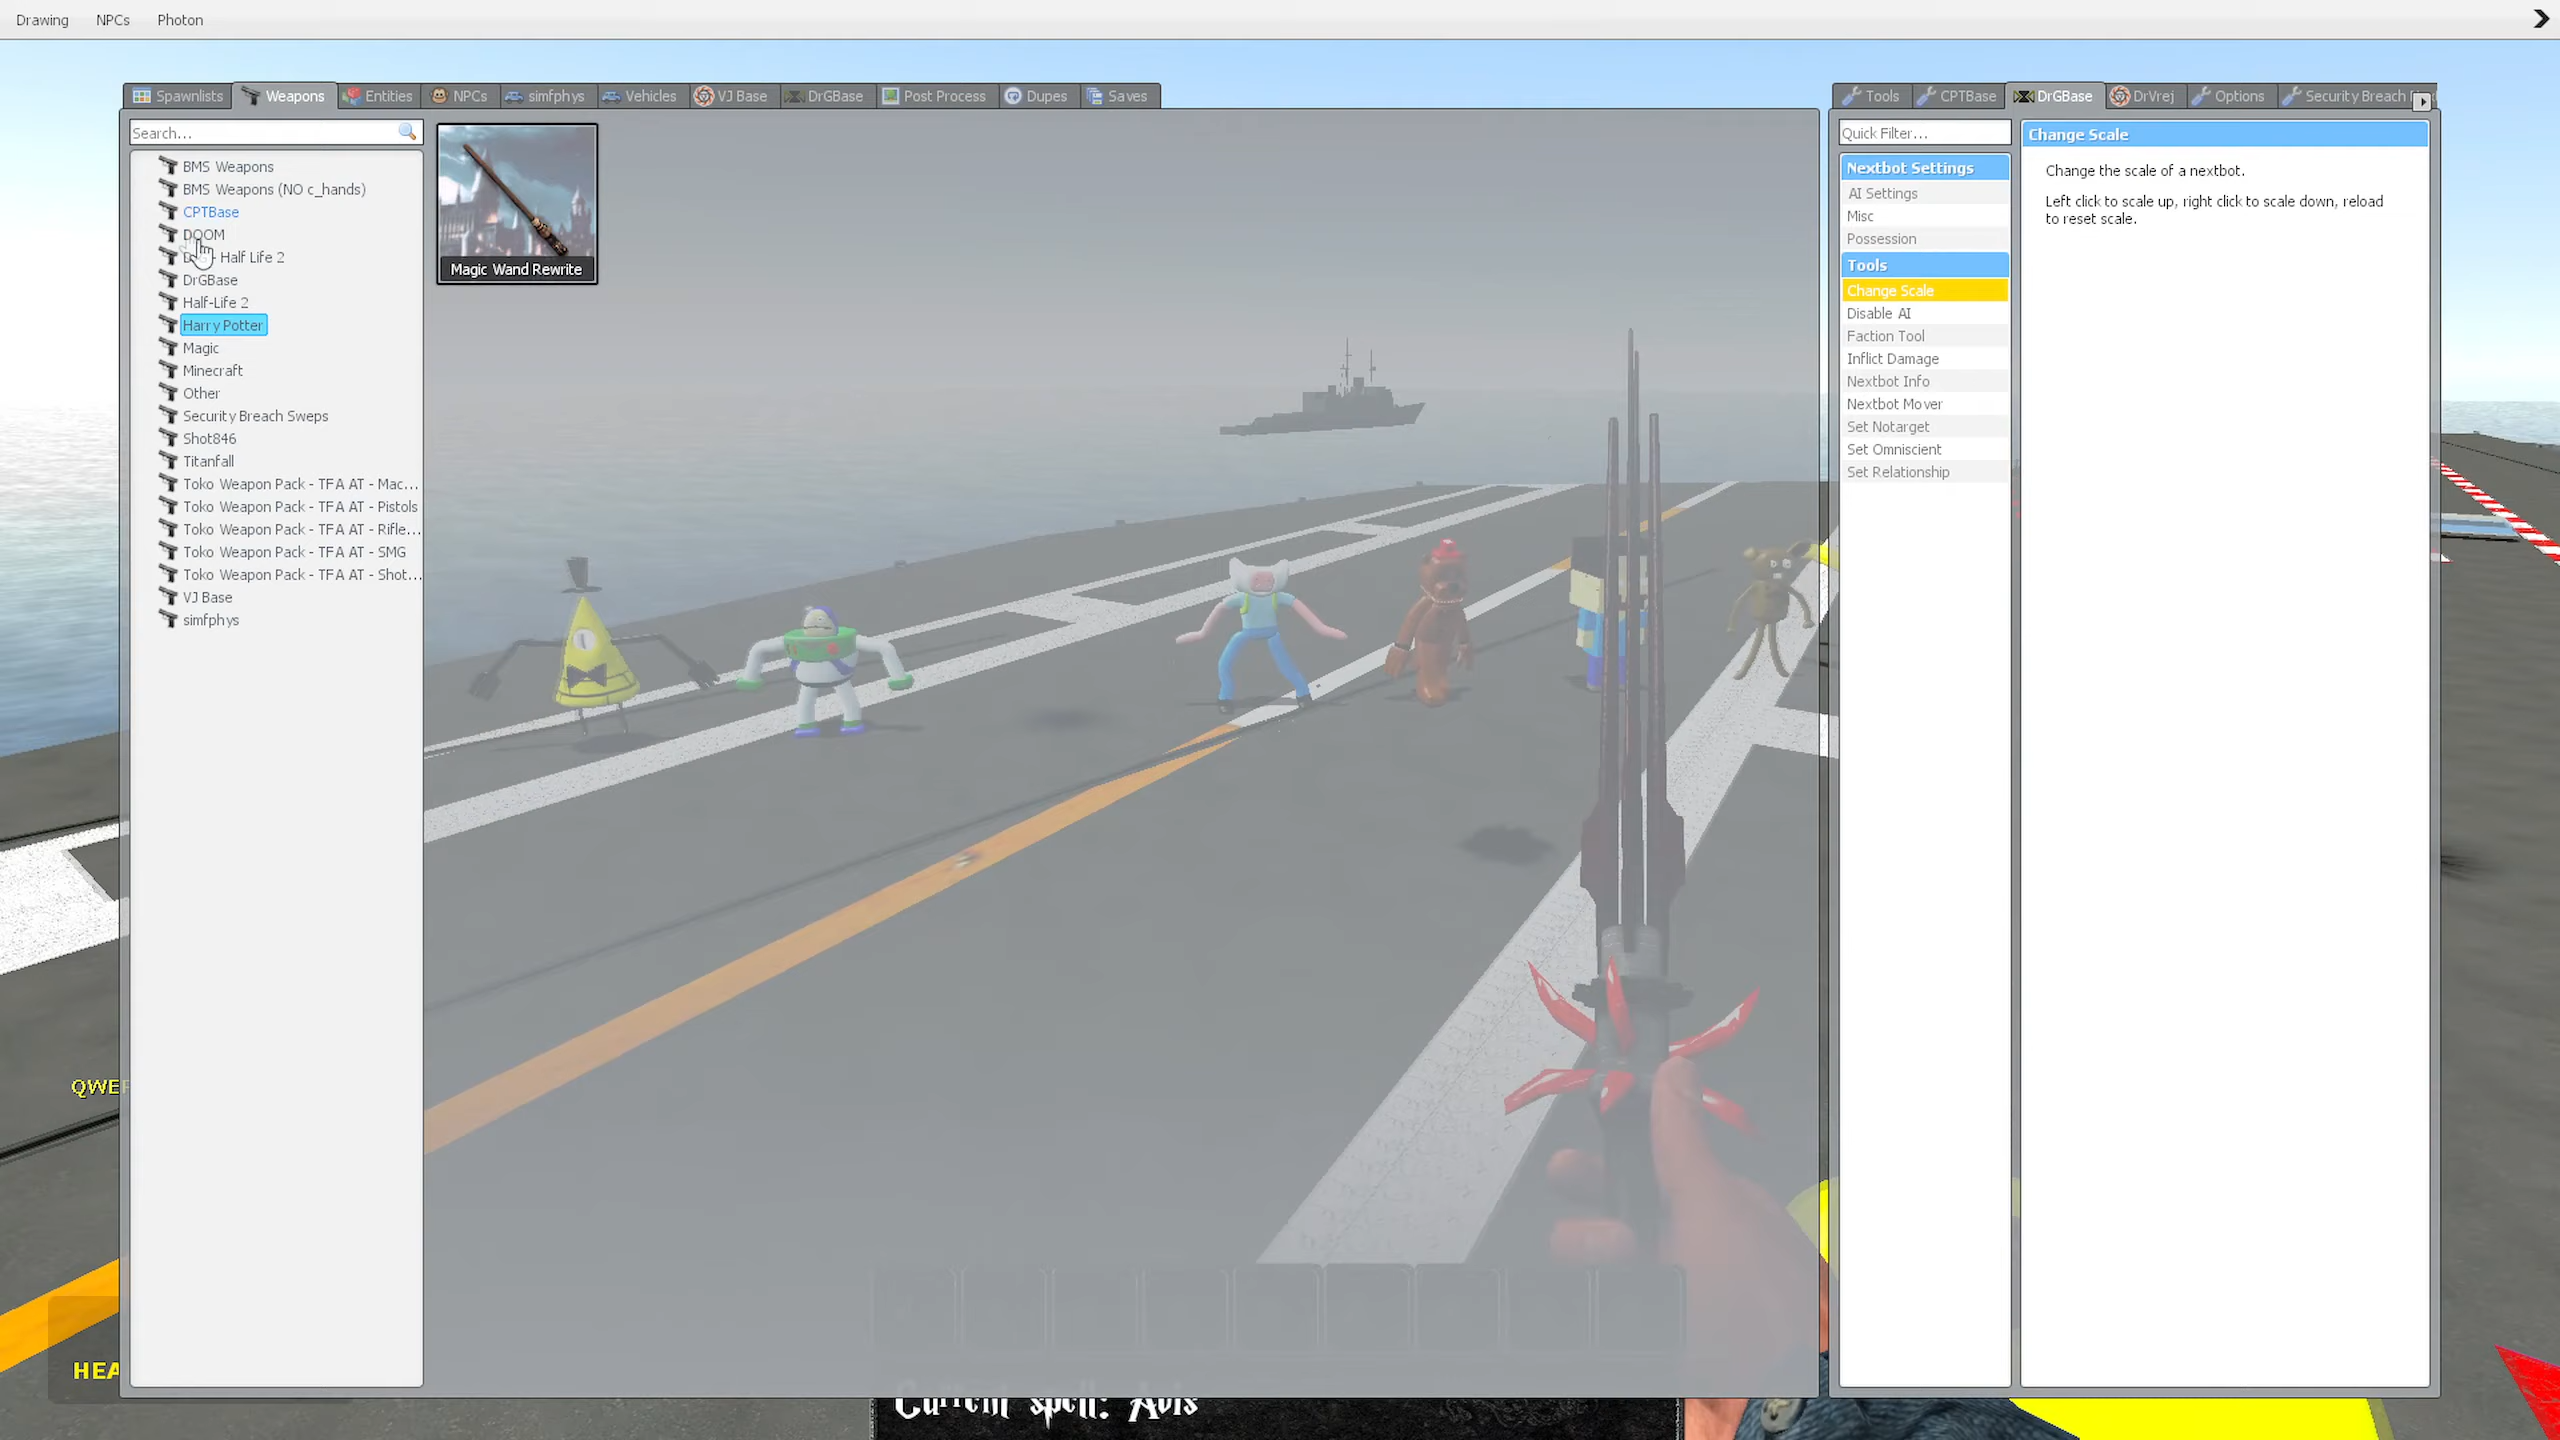 Drawing NPCs Photon
Spawnlists Weapons Entities NPCs simfphys Vehicles VJ Base DrGBase Post Process Dupes Saves
Tools CPTBase DrGBase DrVrej Options Security Breach
Search...
BMS Weapons
BMS Weapons (NO c_hands)
CPTBase
DOOM
- Half Life 2
DrGBase
Half-Life 2
Harry Potter
Magic
Minecraft
Other
Security Breach Sweps
Shot846
Titanfall
Toko Weapon Pack - TFA AT - Mac...
Toko Weapon Pack - TFA AT - Pistols
Toko Weapon Pack - TFA AT - Rifle...
Toko Weapon Pack - TFA AT - SMG
Toko Weapon Pack - TFA AT - Shot...
VJ Base
simfphys
Magic Wand Rewrite
Quick Filter...
Nextbot Settings
AI Settings
Misc
Possession
Tools
Change Scale
Disable AI
Faction Tool
Inflict Damage
Nextbot Info
Nextbot Mover
Set Notarget
Set Omniscient
Set Relationship
Change Scale
Change the scale of a nextbot.
Left click to scale up, right click to scale down, reload
to reset scale.
QWE
HEA
Current spell: Avis